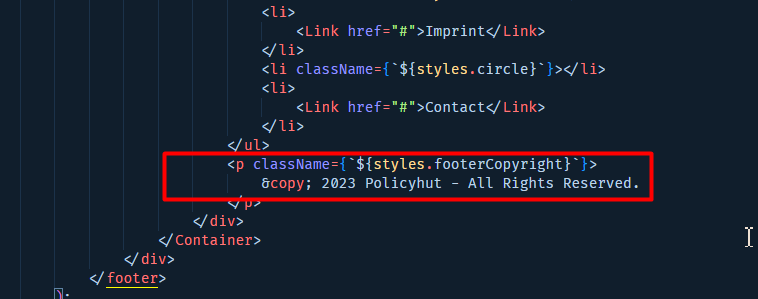 <li>
<Link href="#">Imprint</Link>
</li>
<li className={`${styles.circle}`}></li>
<li>
<Link href="#">Contact</Link>
</li>
</ul>
<p className={`${styles.footerCopyright}`}>
&copy; 2023 Policyhut - All Rights Reserved.
</p>
</div>
</Container>
</div>
</footer>
);